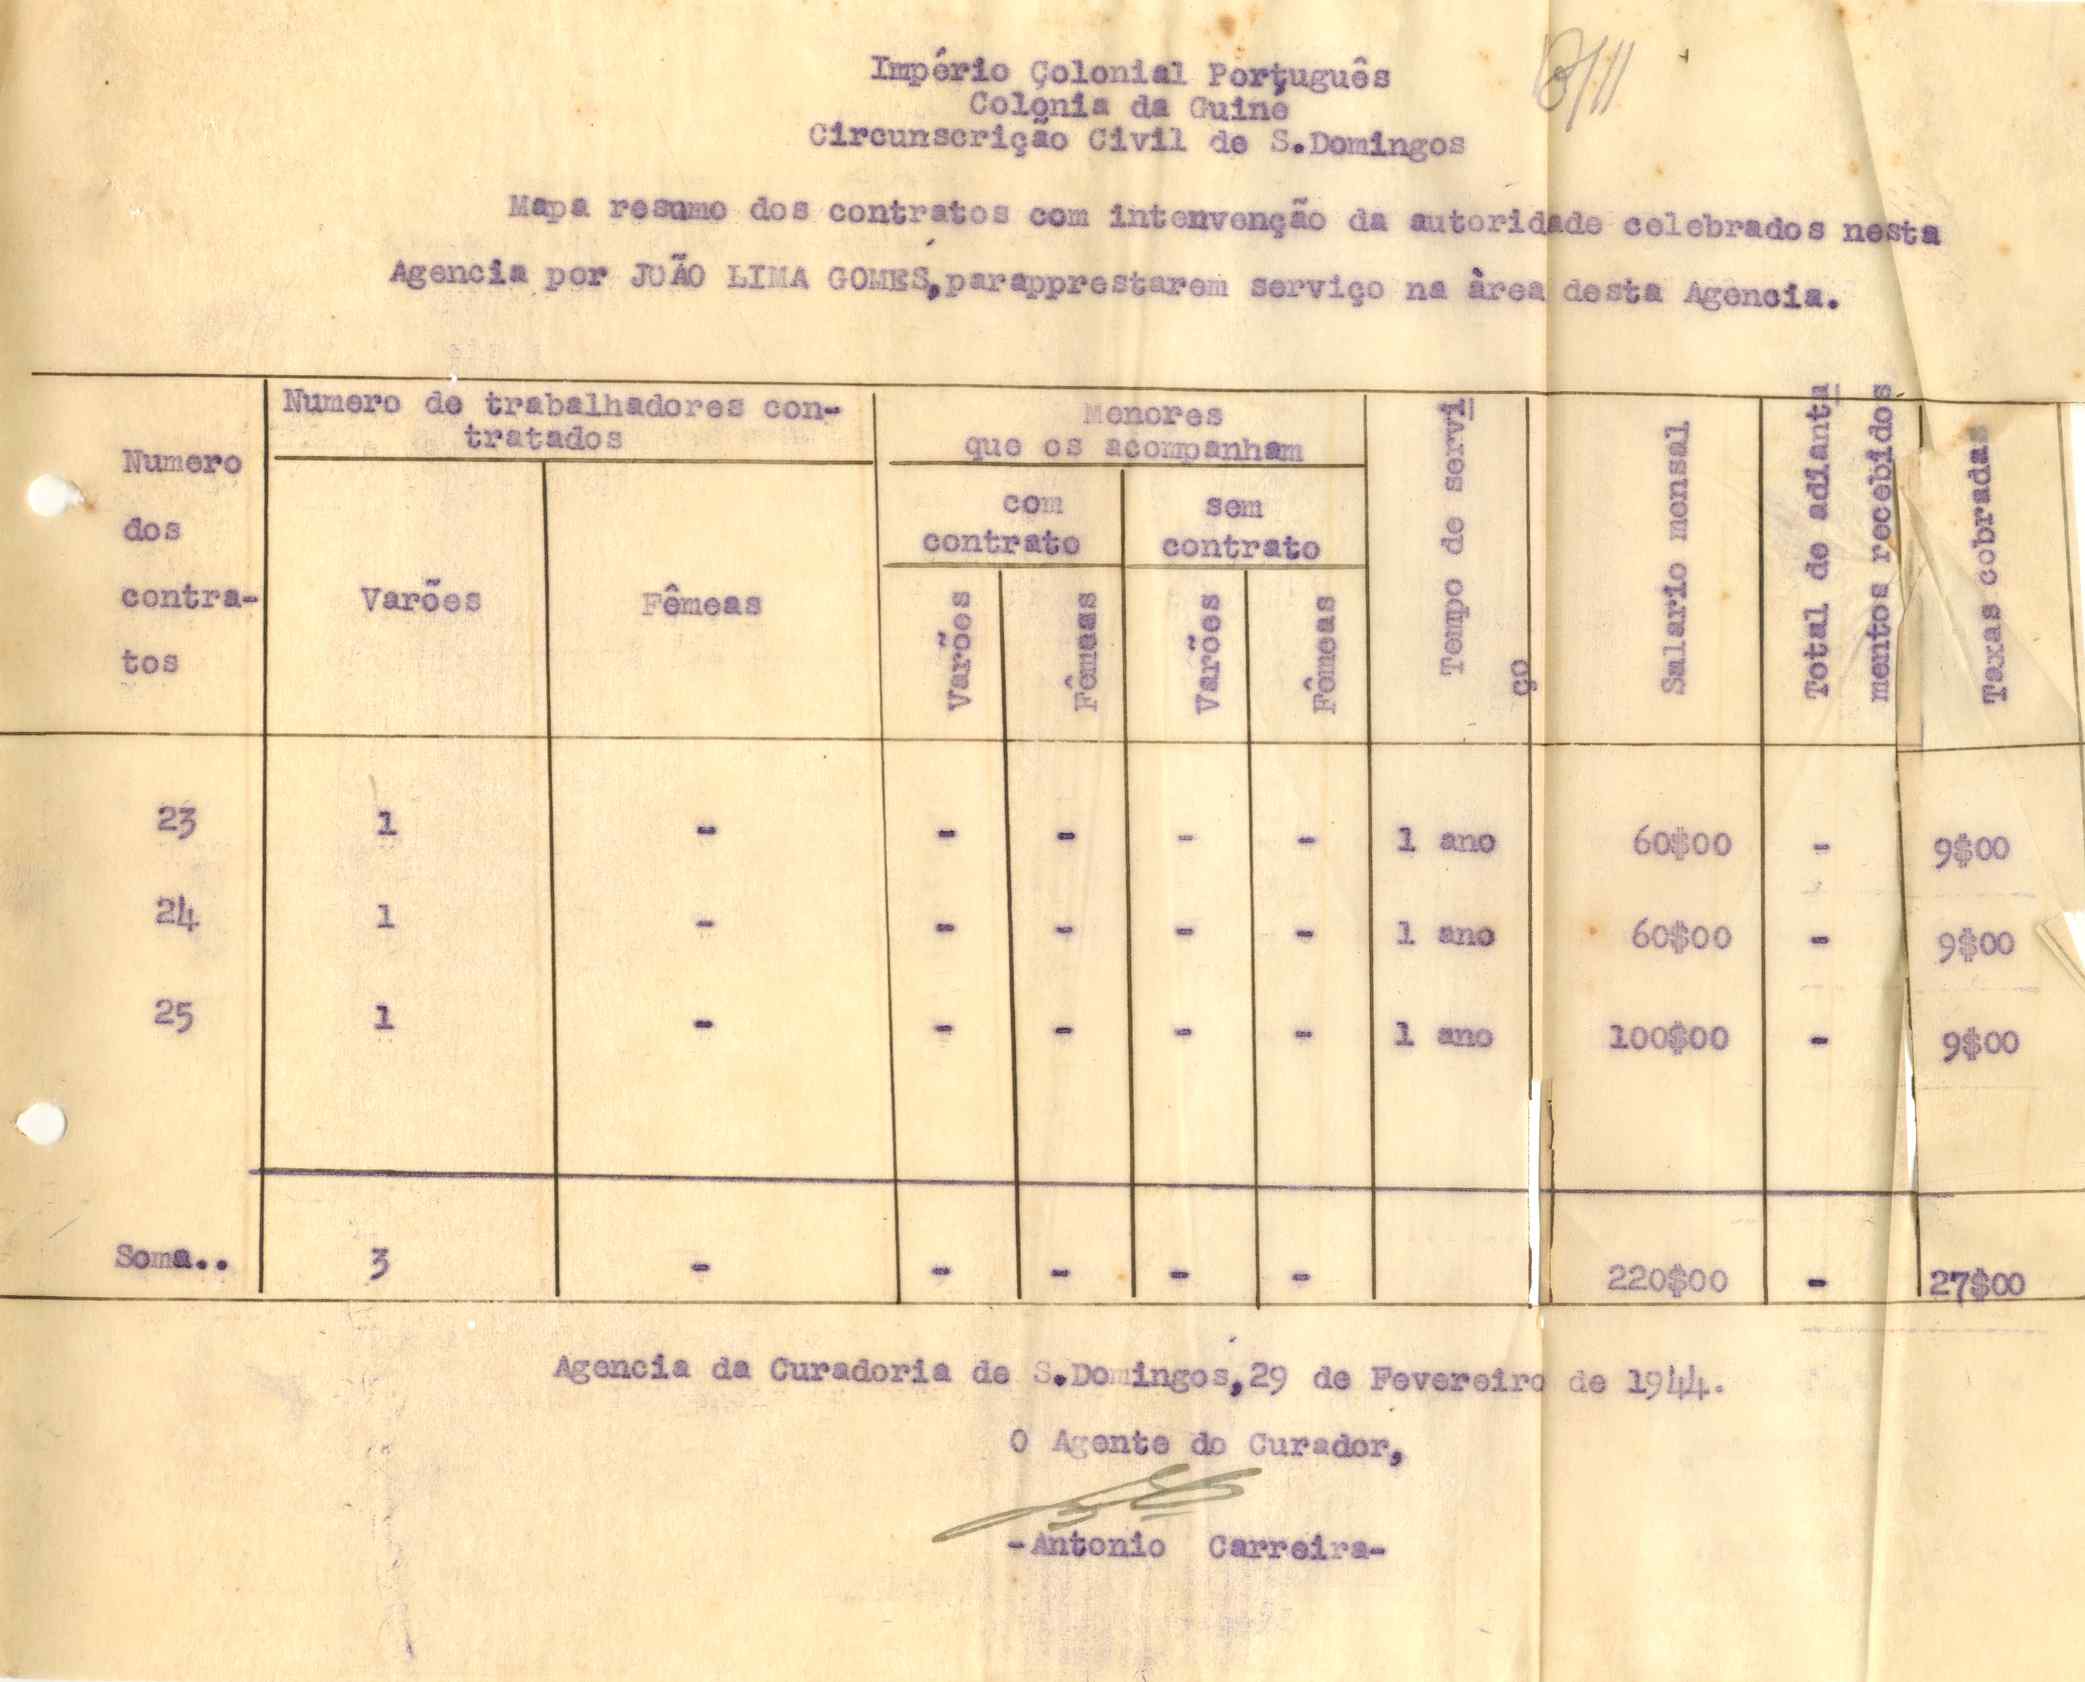 Império Colonial Português
Colonia da Guine
Circunscrição Civil de S.Domingos
Mapa resumo dos contratos com intenvenção da autoridade celebrados nesta
Agencia por JOÃO LIMA GOMES,parapprestarem serviço na àrea desta Agencia.
Numero dos contra-tos
Numero de trabalhadores con-
tratados
Varões Fêmeas
Menores
que os acompanham
com contrato
sem contrato
Varões Fêmeas Varões Fêmeas
Tempo de servi
ço
Salario mensal
Total de adianta
mentos recebidos
Taxas cobradas
23 1 - - - - - 1 ano 60$00 - 9$00
24 1 - - - - - 1 ano 60$00 - 9$00
25 1 - - - - - 1 ano 100$00 - 9$00
Soma.. 3 - - - - - 220$00 - 27$00
Agencia da Curadoria de S.Domingos,29 de Fevereiro de 1944.
O Agente do Curador,
-Antonio Carreira-